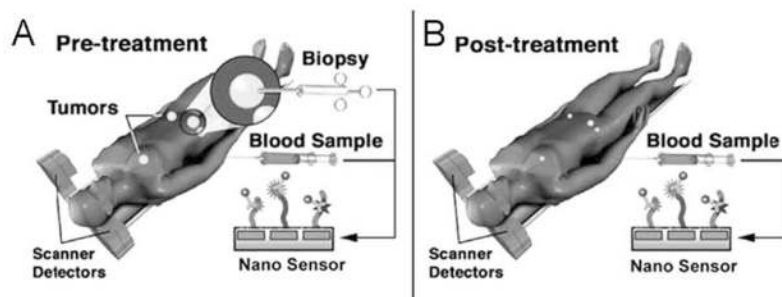 A
Pre-treatment
Biopsy
Tumors
Blood Sample
Scanner
Detectors
Nano Sensor
B
Post-treatment
Blood Sample
Scanner
Detectors
Nano Sensor